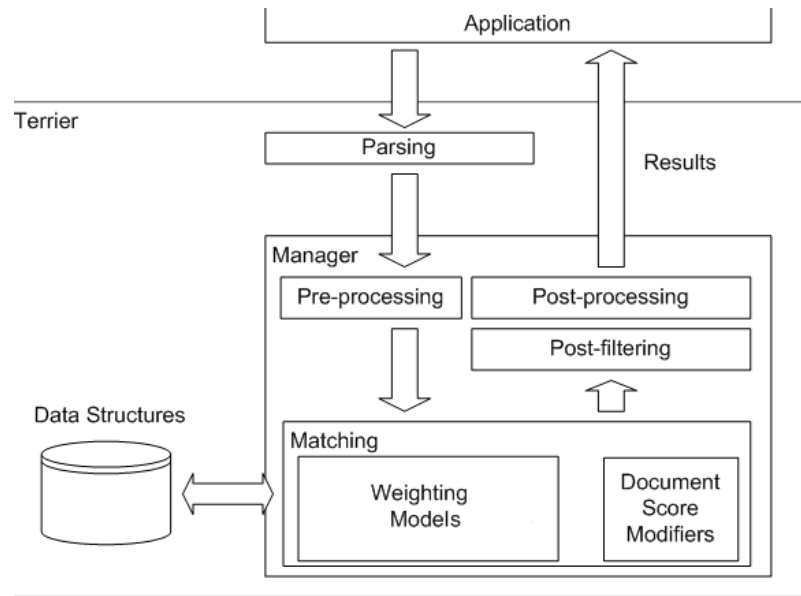 Application
Terrier
Parsing
Results
Manager
Pre-processing
Post-processing
Post-filtering
Data Structures
Matching
Weighting
Models
Document
Score
Modifiers